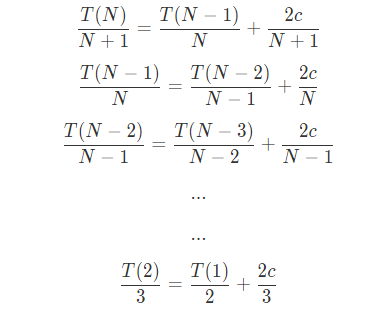 T(N)/(N + 1) = T(N − 1)/N + 2c/(N + 1)
T(N − 1)/N = T(N − 2)/(N − 1) + 2c/N
T(N − 2)/(N − 1) = T(N − 3)/(N − 2) + 2c/(N − 1)
...
...
T(2)/3 = T(1)/2 + 2c/3